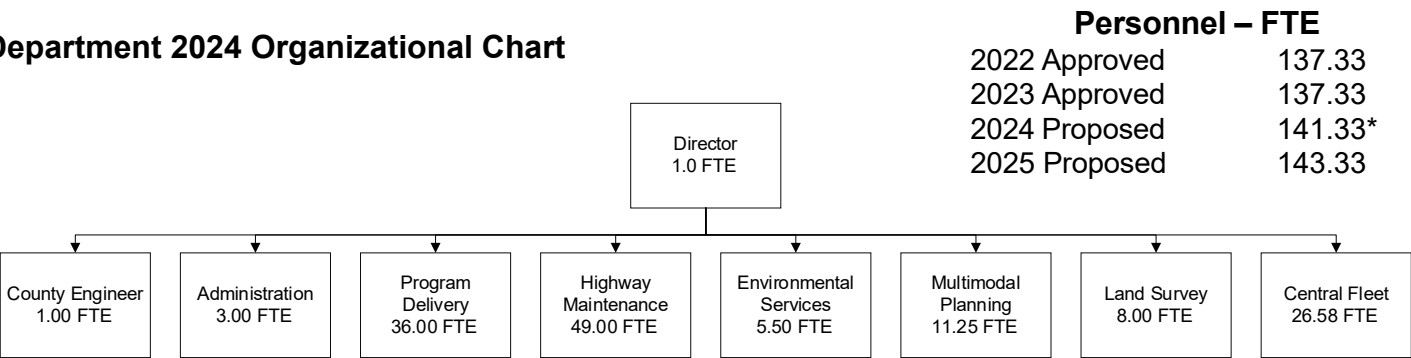 Department 2024 Organizational Chart
Personnel – FTE
2022 Approved 137.33
2023 Approved 137.33
2024 Proposed 141.33*
2025 Proposed 143.33
Director
1.0 FTE
County Engineer
1.00 FTE
Administration
3.00 FTE
Program
Delivery
36.00 FTE
Highway
Maintenance
49.00 FTE
Environmental
Services
5.50 FTE
Multimodal
Planning
11.25 FTE
Land Survey
8.00 FTE
Central Fleet
26.58 FTE